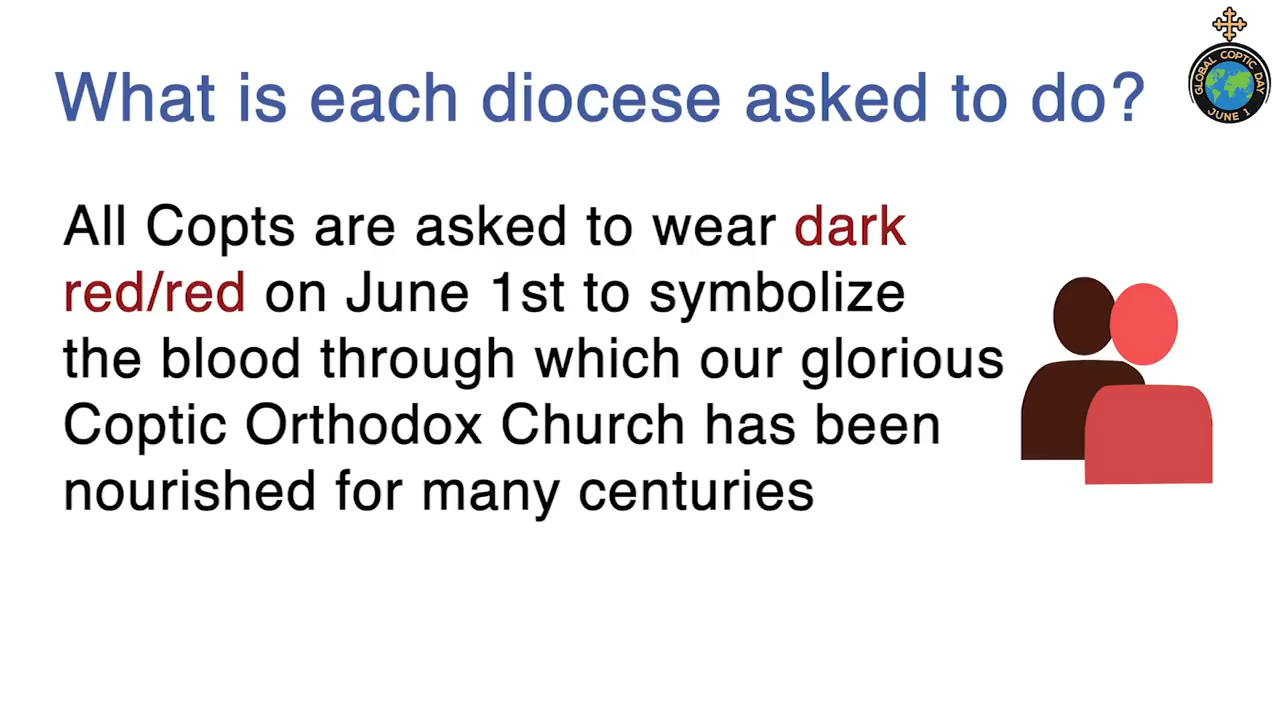 What is each diocese asked to do?
GLOBAL COPTIC DAY
JUNE 1
All Copts are asked to wear dark
red/red on June 1st to symbolize
the blood through which our glorious
Coptic Orthodox Church has been
nourished for many centuries